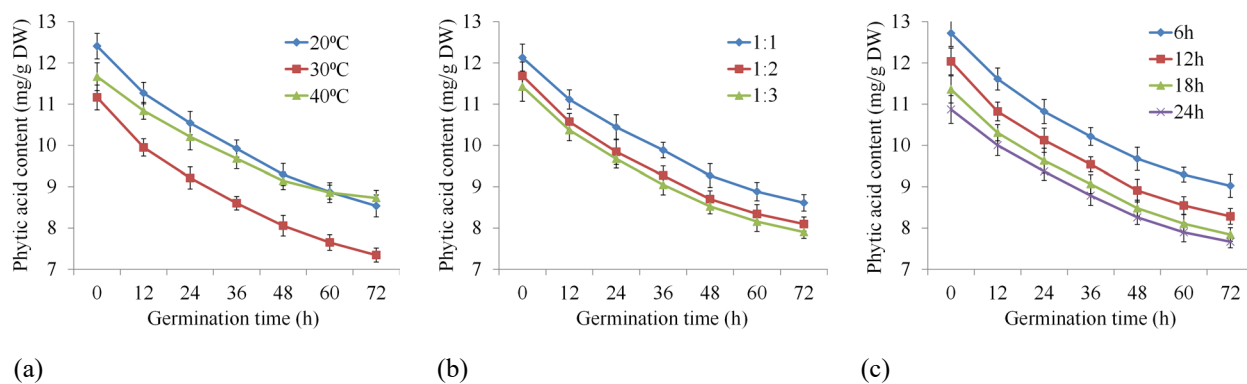 Phytic acid content (mg/g DW)
13
12
11
10
9
8
7
20ºC
30ºC
40ºC
0 12 24 36 48 60 72
Germination time (h)
(a)
Phytic acid content (mg/g DW)
13
12
11
10
9
8
7
1:1
1:2
1:3
0 12 24 36 48 60 72
Germination time (h)
(b)
Phytic acid content (mg/g DW)
13
12
11
10
9
8
7
6h
12h
18h
24h
0 12 24 36 48 60 72
Germination time (h)
(c)